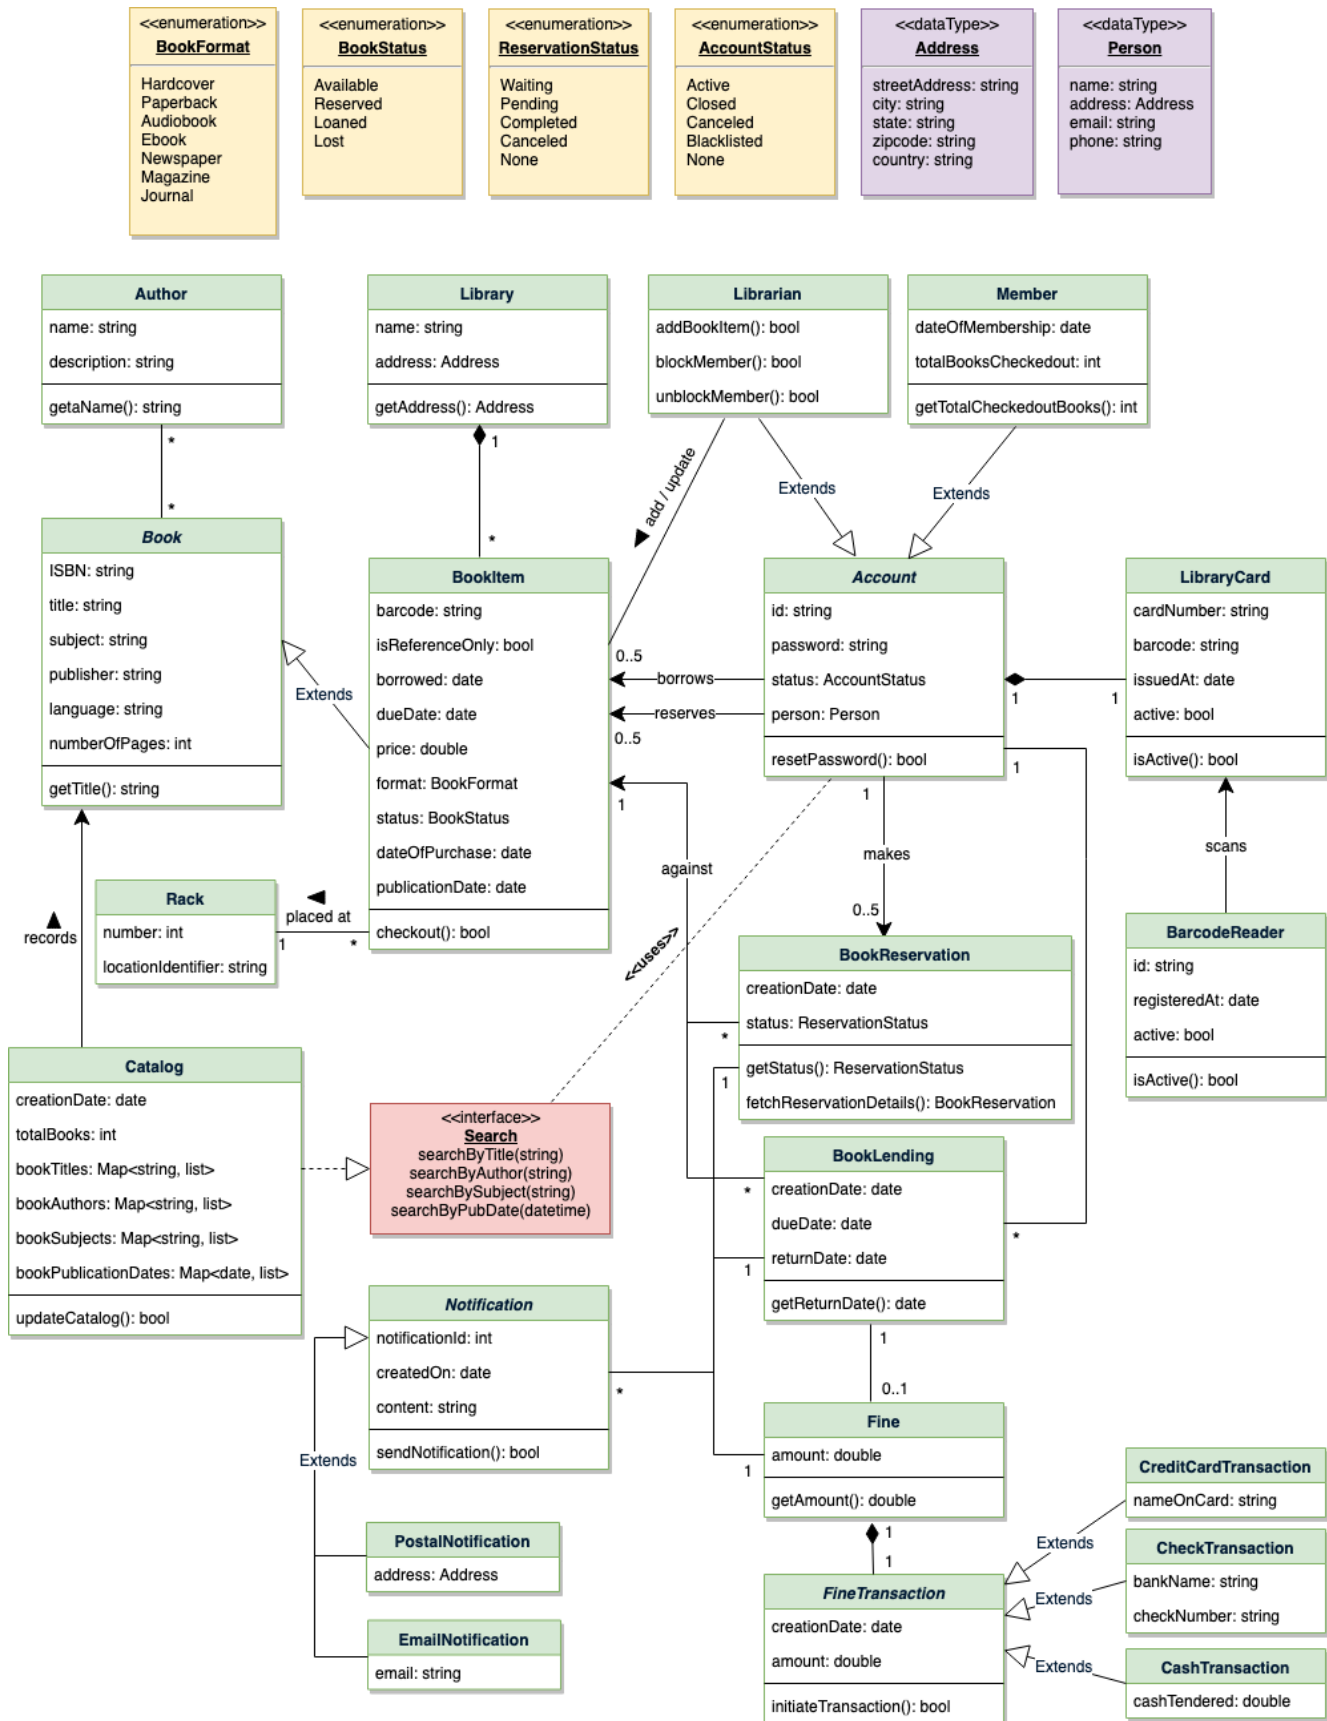 <<enumeration>>
BookFormat
Hardcover
Paperback
Audiobook
Ebook
Newspaper
Magazine
Journal
<<enumeration>>
BookStatus
Available
Reserved
Loaned
Lost
<<enumeration>>
ReservationStatus
Waiting
Pending
Completed
Canceled
None
<<enumeration>>
AccountStatus
Active
Closed
Canceled
Blacklisted
None
<<dataType>>
Address
streetAddress: string
city: string
state: string
zipcode: string
country: string
<<dataType>>
Person
name: string
address: Address
email: string
phone: string
Author
name: string
description: string
getaName(): string
*
*
Library
name: string
address: Address
getAddress(): Address
1
*
Librarian
addBookItem(): bool
blockMember(): bool
unblockMember(): bool
add / update
Extends
Member
dateOfMembership: date
totalBooksCheckedout: int
getTotalCheckedoutBooks(): int
Extends
Book
ISBN: string
title: string
subject: string
publisher: string
language: string
numberOfPages: int
getTitle(): string
Extends
BookItem
barcode: string
isReferenceOnly: bool
borrowed: date
dueDate: date
price: double
format: BookFormat
status: BookStatus
dateOfPurchase: date
publicationDate: date
checkout(): bool
0..5
borrows
reserves
0..5
1
against
Account
id: string
password: string
status: AccountStatus
person: Person
resetPassword(): bool
1
1
1
1
makes
0..5
LibraryCard
cardNumber: string
barcode: string
issuedAt: date
active: bool
isActive(): bool
scans
BarcodeReader
id: string
registeredAt: date
active: bool
isActive(): bool
Rack
number: int
locationIdentifier: string
placed at
1
*
records
<<uses>>
BookReservation
creationDate: date
status: ReservationStatus
getStatus(): ReservationStatus
fetchReservationDetails(): BookReservation
*
1
Catalog
creationDate: date
totalBooks: int
bookTitles: Map<string, list>
bookAuthors: Map<string, list>
bookSubjects: Map<string, list>
bookPublicationDates: Map<date, list>
updateCatalog(): bool
<<interface>>
Search
searchByTitle(string)
searchByAuthor(string)
searchBySubject(string)
searchByPubDate(datetime)
BookLending
creationDate: date
dueDate: date
returnDate: date
getReturnDate(): date
*
1
*
1
0..1
Notification
notificationId: int
createdOn: date
content: string
sendNotification(): bool
*
Extends
Fine
amount: double
getAmount(): double
1
1
1
PostalNotification
address: Address
EmailNotification
email: string
FineTransaction
creationDate: date
amount: double
initiateTransaction(): bool
CreditCardTransaction
nameOnCard: string
Extends
CheckTransaction
bankName: string
checkNumber: string
Extends
CashTransaction
cashTendered: double
Extends